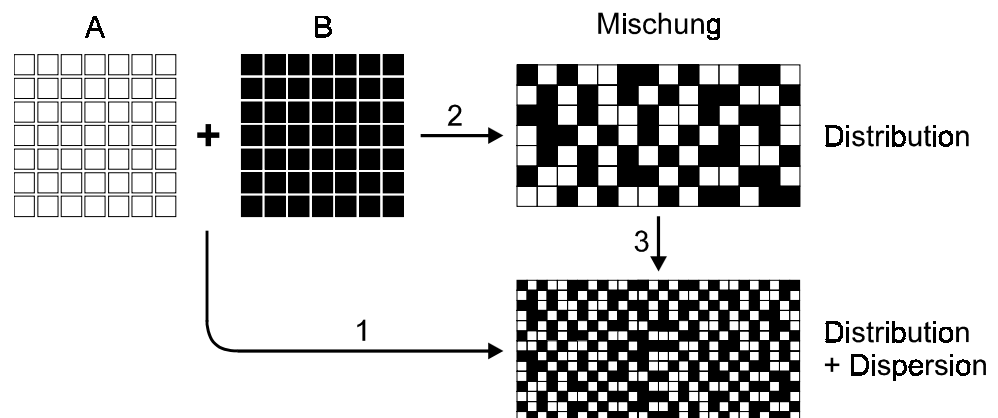 A
B
Mischung
+
2
Distribution
3
1
Distribution
+ Dispersion